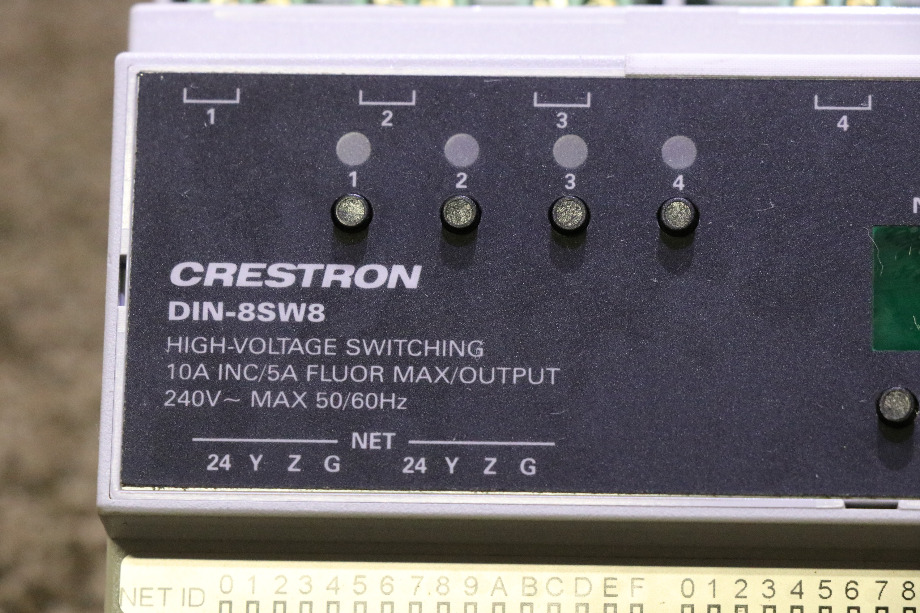 1 2 3 4
1 2 3 4
N
CRESTRON
DIN-8SW8
HIGH-VOLTAGE SWITCHING
10A INC/5A FLUOR MAX/OUTPUT
240V~ MAX 50/60Hz
NET
24 Y Z G 24 Y Z G
NET ID 0 1 2 3 4 5 6 7 8 9 A B C D E F 0 1 2 3 4 5 6 7 8